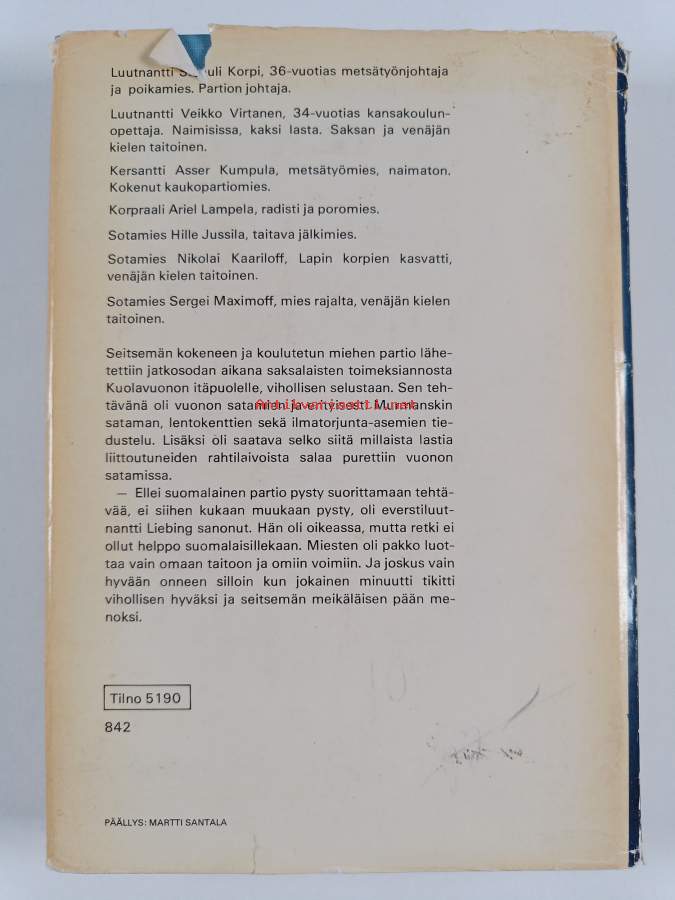 Luutnantti uli Korpi, 36-vuotias metsätyönjohtaja
ja poikamies. Partion johtaja.
Luutnantti Veikko Virtanen, 34-vuotias kansakoulun-
opettaja. Naimisissa, kaksi lasta. Saksan ja venäjän
kielen taitoinen.
Kersantti Asser Kumpula, metsätyömies, naimaton.
Kokenut kaukopartiomies.
Korpraali Ariel Lampela, radisti ja poromies.
Sotamies Hille Jussila, taitava jälkimies.
Sotamies Nikolai Kaariloff, Lapin korpien kasvatti,
venäjän kielen taitoinen.
Sotamies Sergei Maximoff, mies rajalta, venäjän kielen
taitoinen.
Seitsemän kokeneen ja koulutetun miehen partio lähe-
tettiin jatkosodan aikana saksalaisten toimeksiannosta
Kuolavuonon itäpuolelle, vihollisen selustaan. Sen teh-
tävänä oli vuonon satamien ja erityisesti Murmanskin
sataman, lentokenttien sekä ilmatorjunta-asemien tie-
dustelu. Lisäksi oli saatava selko siitä millaista lastia
liittoutuneiden rahtilaivoista salaa purettiin vuonon
satamissa.
— Ellei suomalainen partio pysty suorittamaan tehtä-
vää, ei siihen kukaan muukaan pysty, oli everstiluut-
nantti Liebing sanonut. Hän oli oikeassa, mutta retki ei
ollut helppo suomalaisillekaan. Miesten oli pakko luot-
taa vain omaan taitoon ja omiin voimiin. Ja joskus vain
hyvään onneen silloin kun jokainen minuutti tikitti
vihollisen hyväksi ja seitsemän meikäläisen pään me-
noksi.
Tilno 5190
842
PÄÄLLYS: MARTTI SANTALA